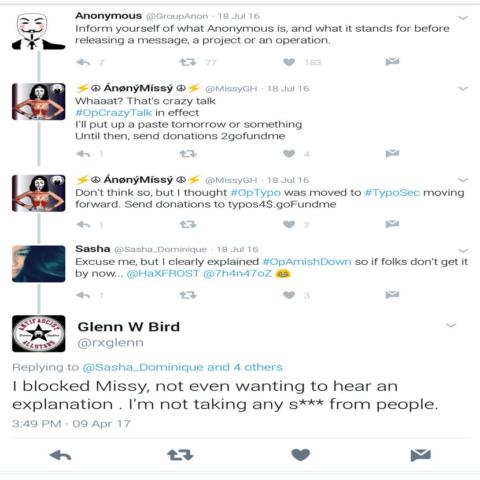 Anonymous @GroupAnon · 18 Jul 16
Inform yourself of what Anonymous is, and what it stands for before
releasing a message, a project or an operation.
7 77 183
⚡☮ ÁnønýMíssý ☮⚡ @MissyGH · 18 Jul 16
Whaaat? That's crazy talk
#OpCrazyTalk in effect
I'll put up a paste tomorrow or something
Until then, send donations 2gofundme
1 4
⚡☮ ÁnønýMíssý ☮⚡ @MissyGH · 18 Jul 16
Don't think so, but I thought #OpTypo was moved to #TypoSec moving
forward. Send donations to typos4$.goFundme
1 2
Sasha @Sasha_Dominique · 18 Jul 16
Excuse me, but I clearly explained #OpAmishDown so if folks don't get it
by now... @HaXFROST @7h4n47oZ 😂
1 3
ANTIFASCIST
ALLSTARS
Glenn W Bird
@rxglenn
Replying to @Sasha_Dominique and 4 others
I blocked Missy, not even wanting to hear an
explanation . I'm not taking any s*** from people.
3:49 PM · 09 Apr 17